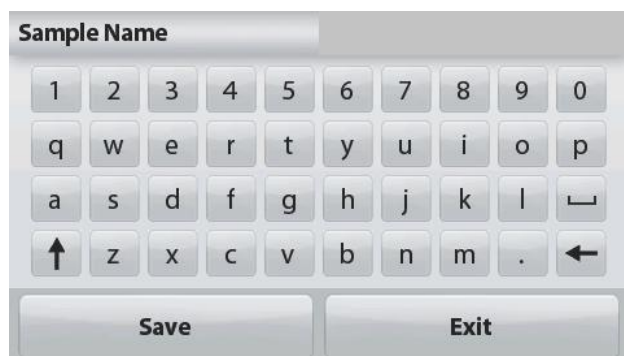 Sample Name
1 2 3 4 5 6 7 8 9 0
q w e r t y u i o p
a s d f g h j k l
z x c v b n m .
Save Exit